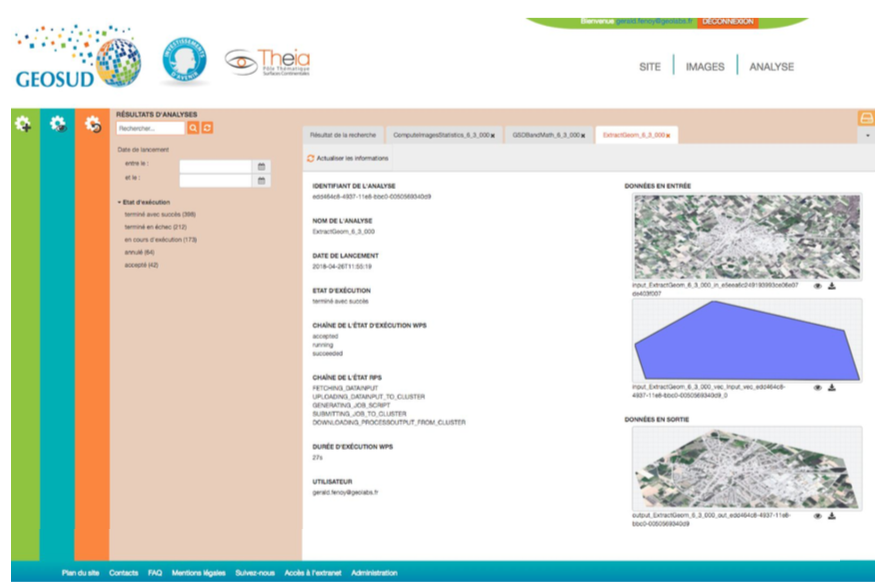 Bienvenue gerald.fenoy@geolabs.fr DÉCONNEXION
GEOSUD
INVESTISSEMENTS D'AVENIR
Theia
Pôle Thématique
Surfaces Continentales
SITE IMAGES ANALYSE
RÉSULTATS D'ANALYSES
Rechercher...
Date de lancement
entre le :
et le :
Etat d'exécution
terminé avec succès (398)
terminé en échec (212)
en cours d'exécution (173)
annulé (84)
accepté (42)
Résultat de la recherche ComputeImagesStatistics_6_3_000 x GSDBandMath_6_3_000 x ExtractGeom_6_3_000 x
Actualiser les informations
IDENTIFIANT DE L'ANALYSE
edd464c8-4937-11e8-bbc0-0050569340d9
NOM DE L'ANALYSE
ExtractGeom_6_3_000
DATE DE LANCEMENT
2018-04-26T11:55:19
ETAT D'EXÉCUTION
terminé avec succès
CHAÎNE DE L'ÉTAT D'EXÉCUTION WPS
accepted
running
succeeded
CHAÎNE DE L'ÉTAT RPS
FETCHING_DATAINPUT
UPLOADING_DATAINPUT_TO_CLUSTER
GENERATING_JOB_SCRIPT
SUBMITTING_JOB_TO_CLUSTER
DOWNLOADING_PROCESSOUTPUT_FROM_CLUSTER
DURÉE D'EXÉCUTION WPS
27s
UTILISATEUR
gerald.fenoy@geolabs.fr
DONNÉES EN ENTRÉE
input_ExtractGeom_6_3_000_vec_input_vec_edd464c8-
4937-11e8-bbc0-0050569340d9_0
DONNÉES EN SORTIE
output_ExtractGeom_6_3_000_out_edd464c8-4937-11e8-
bbc0-0050569340d9
Plan du site Contacts FAQ Mentions légales Suivez-nous Accès à l'extranet Administration